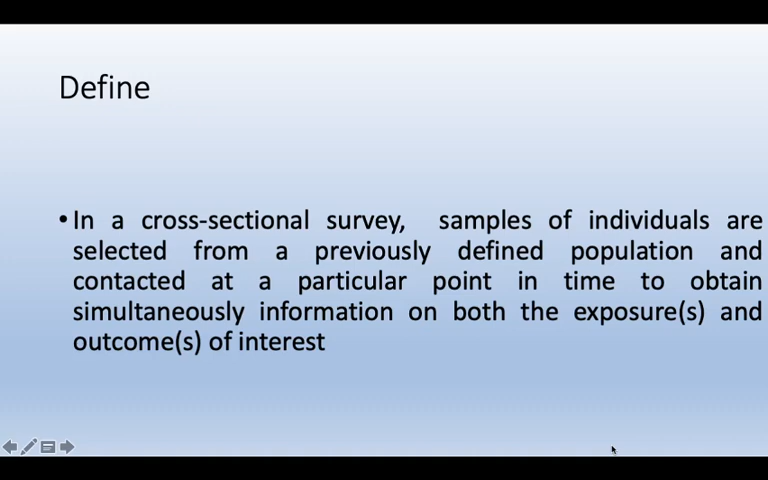 Define
• In a cross-sectional survey, samples of individuals are
selected from a previously defined population and
contacted at a particular point in time to obtain
simultaneously information on both the exposure(s) and
outcome(s) of interest